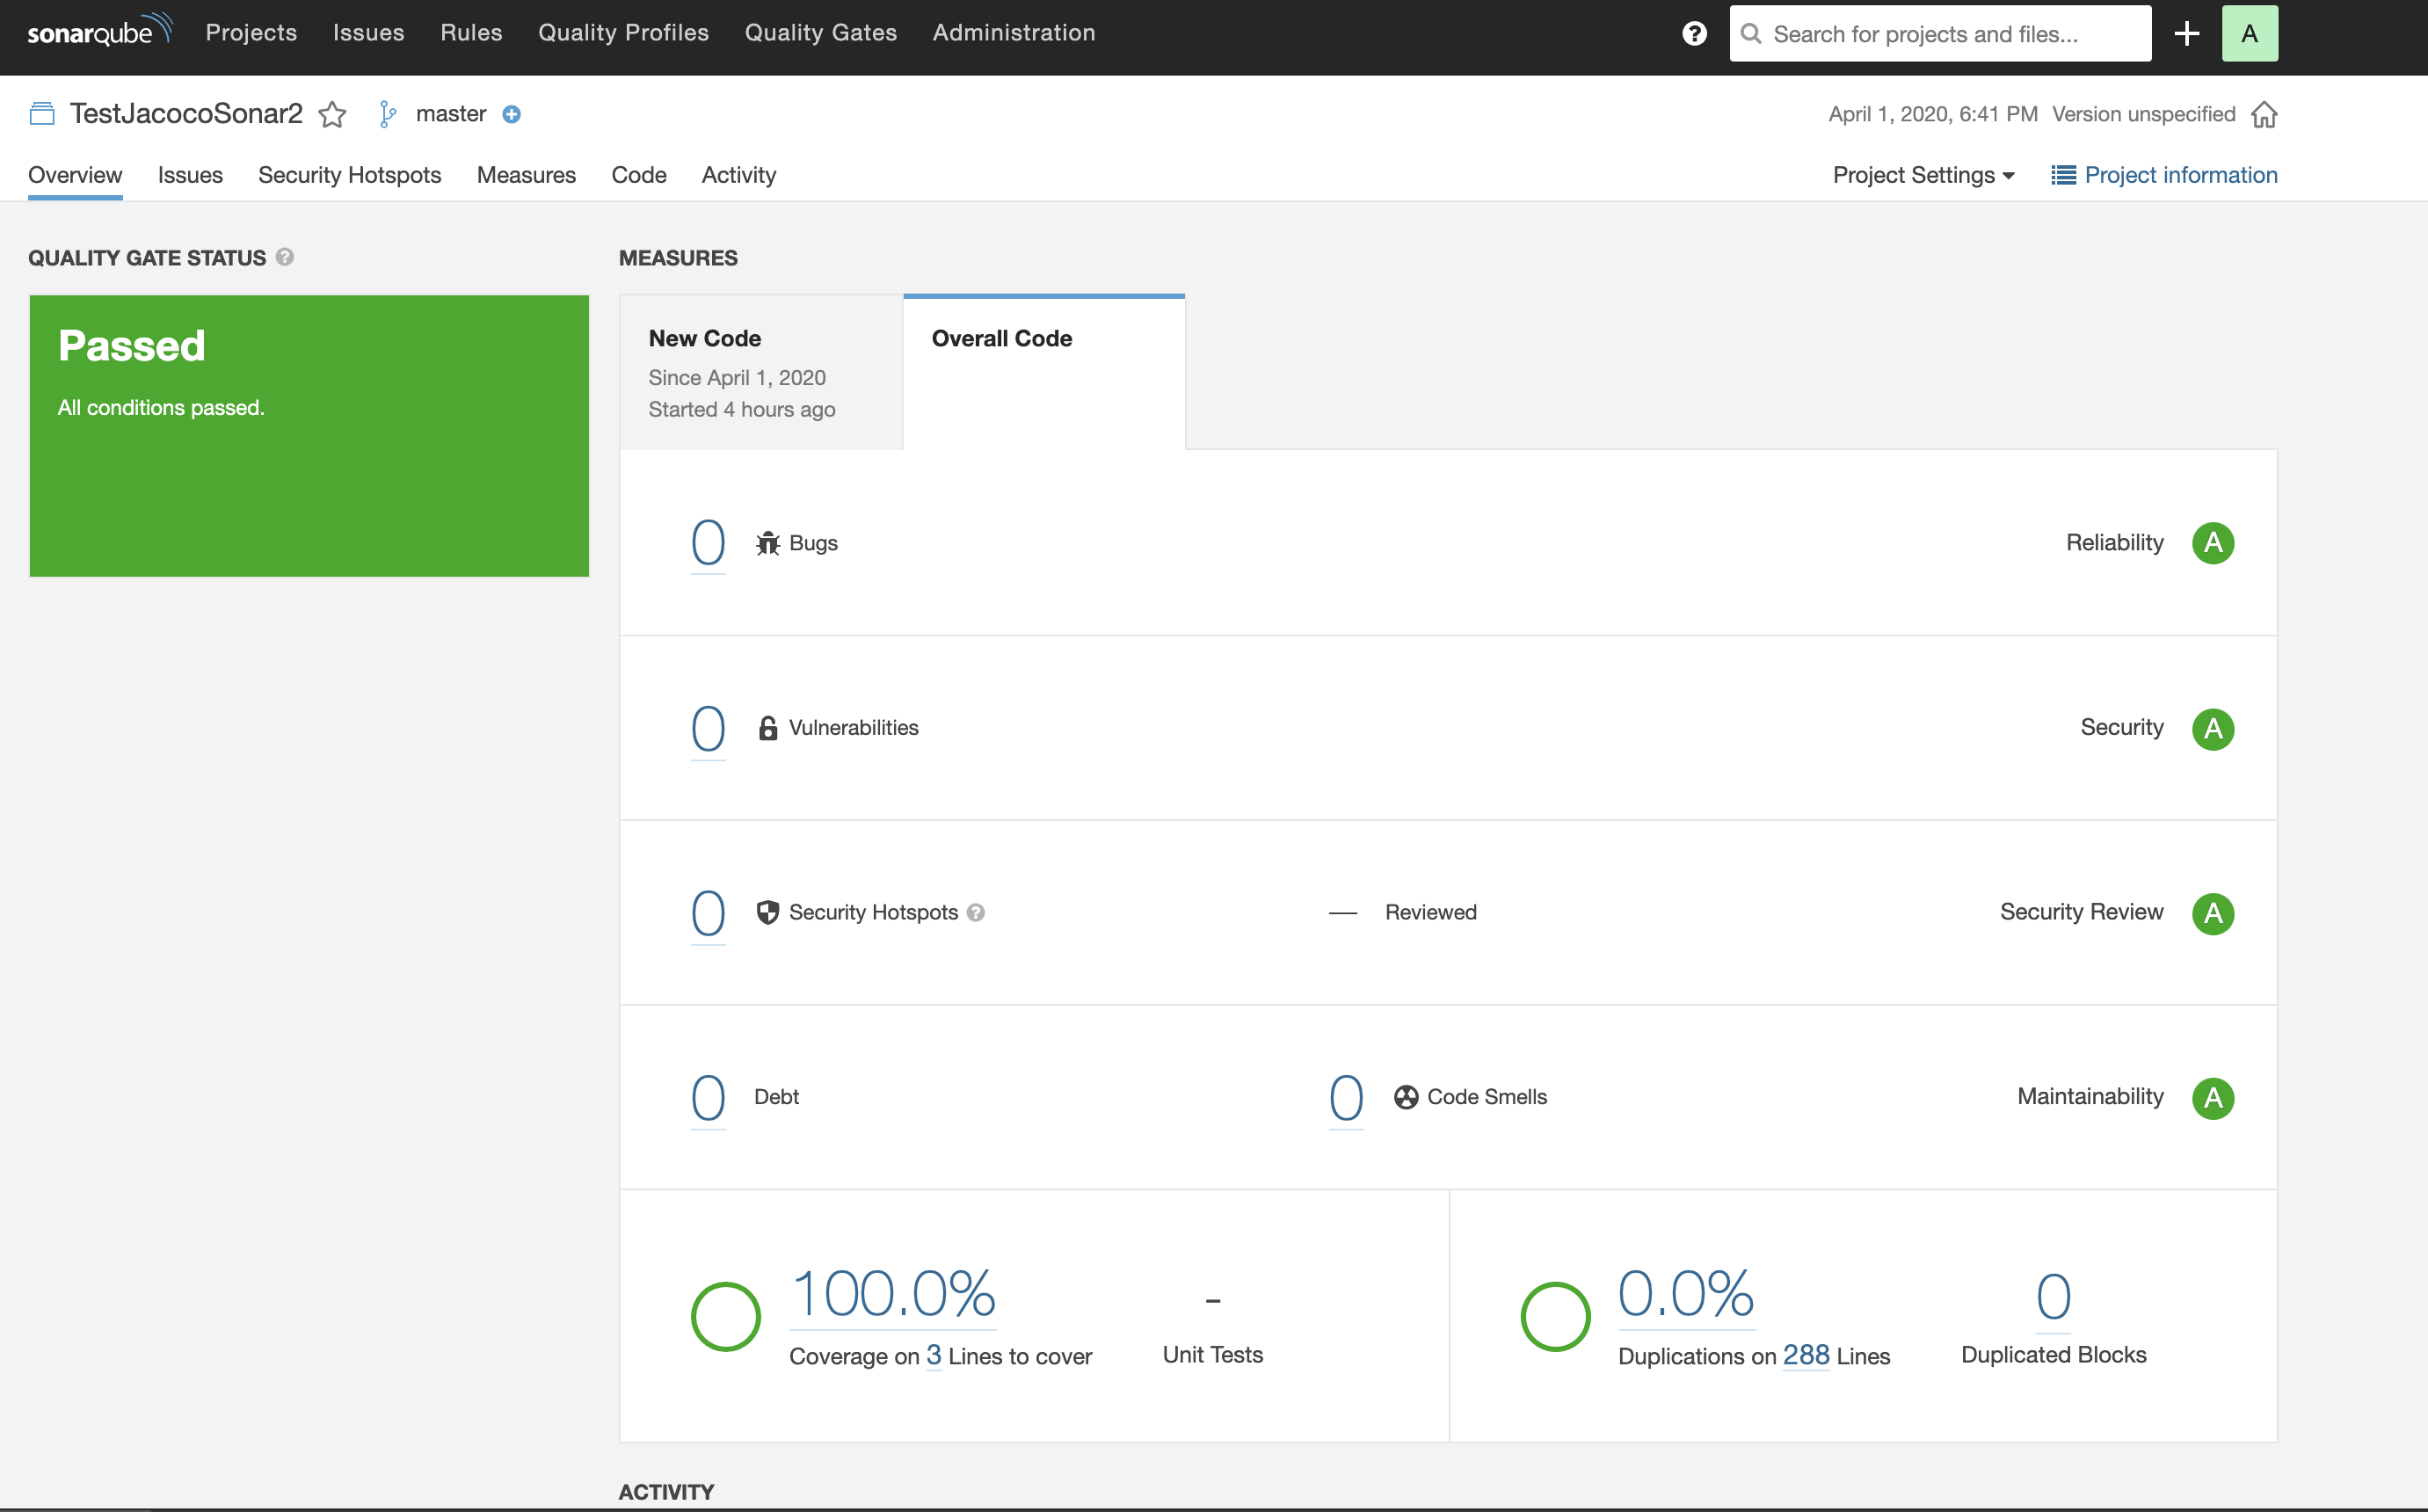 sonarqube Projects Issues Rules Quality Profiles Quality Gates Administration ? Search for projects and files... + A
TestJacocoSonar2 master April 1, 2020, 6:41 PM Version unspecified
Overview Issues Security Hotspots Measures Code Activity Project Settings Project information
QUALITY GATE STATUS ?
Passed
All conditions passed.
MEASURES
New Code
Since April 1, 2020
Started 4 hours ago
Overall Code
0 Bugs Reliability A
0 Vulnerabilities Security A
0 Security Hotspots ? — Reviewed Security Review A
0 Debt 0 Code Smells Maintainability A
100.0%
Coverage on 3 Lines to cover
-
Unit Tests
0.0%
Duplications on 288 Lines
0
Duplicated Blocks
ACTIVITY